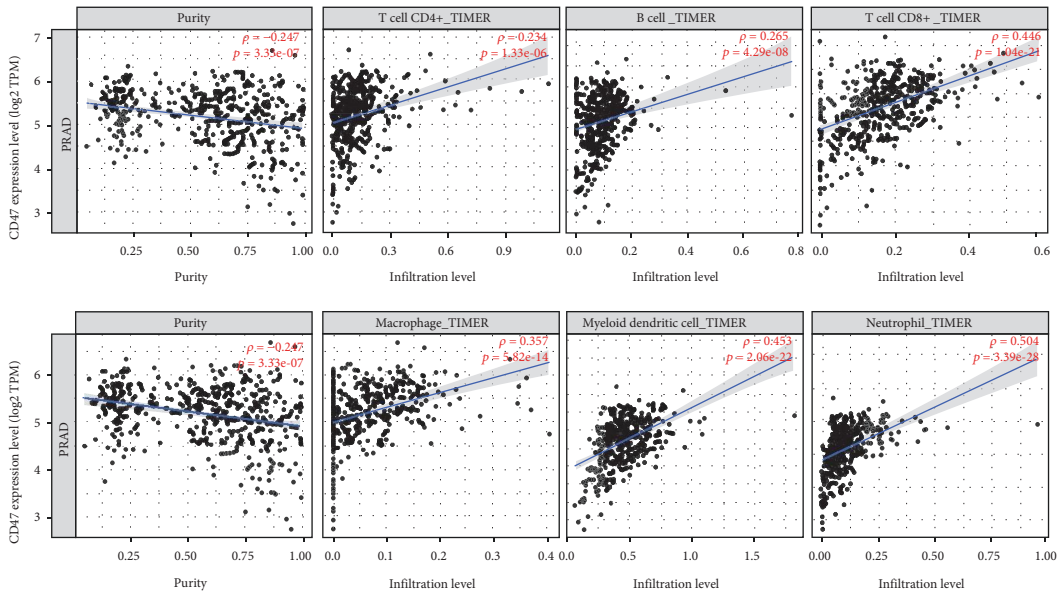 Purity
T cell CD4+_TIMER
B cell _TIMER
T cell CD8+ _TIMER
CD47 expression level (log2 TPM)
PRAD
7
6
5
4
3
ρ = −0.247
p = 3.33e-07
ρ = 0.234
p = 1.33e-06
ρ = 0.265
p = 4.29e-08
ρ = 0.446
p = 1.04e-21
0.25 0.50 0.75 1.00
0.0 0.3 0.6 0.9
0.0 0.2 0.4 0.6 0.8
0.0 0.2 0.4 0.6
Purity
Infiltration level
Infiltration level
Infiltration level
Purity
Macrophage_TIMER
Myeloid dendritic cell_TIMER
Neutrophil_TIMER
CD47 expression level (log2 TPM)
PRAD
6
5
4
3
ρ = −0.247
p = 3.33e-07
ρ = 0.357
p = 5.82e-14
ρ = 0.453
p = 2.06e-22
ρ = 0.504
p = 3.39e-28
0.25 0.50 0.75 1.00
0.0 0.1 0.2 0.3 0.4
0.0 0.5 1.0 1.5
0.00 0.25 0.50 0.75 1.00
Purity
Infiltration level
Infiltration level
Infiltration level